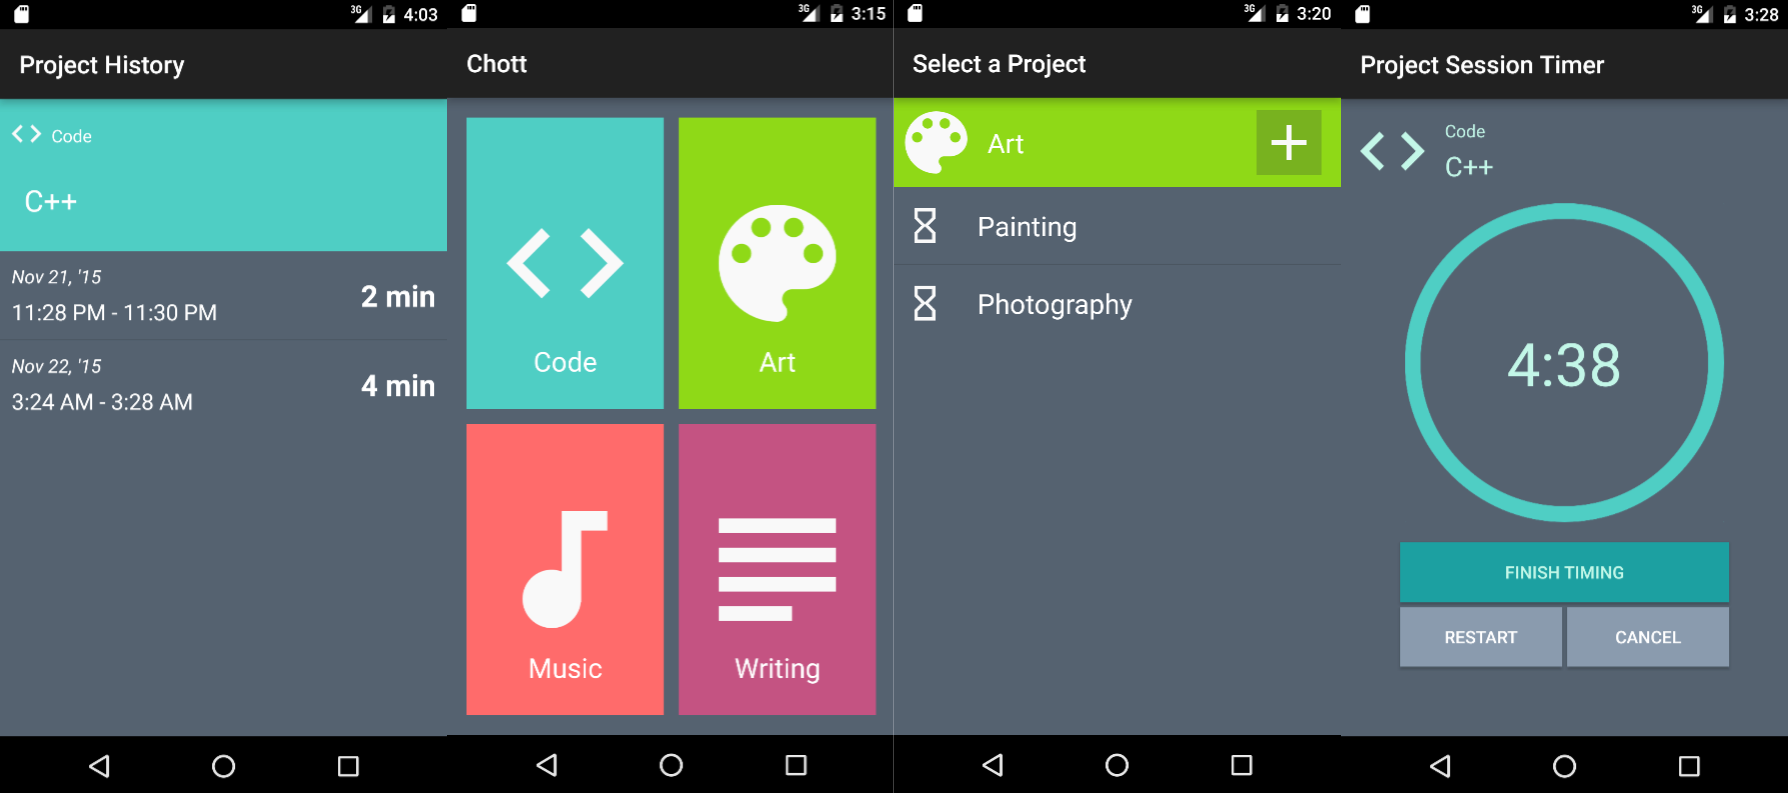 3G 4:03
Project History
Code
C++
Nov 21, '15
11:28 PM - 11:30 PM
2 min
Nov 22, '15
3:24 AM - 3:28 AM
4 min
3G 3:15
Chott
Code
Art
Music
Writing
3G 3:20
Select a Project
Art
Painting
Photography
3G 3:28
Project Session Timer
Code
C++
4:38
FINISH TIMING
RESTART
CANCEL